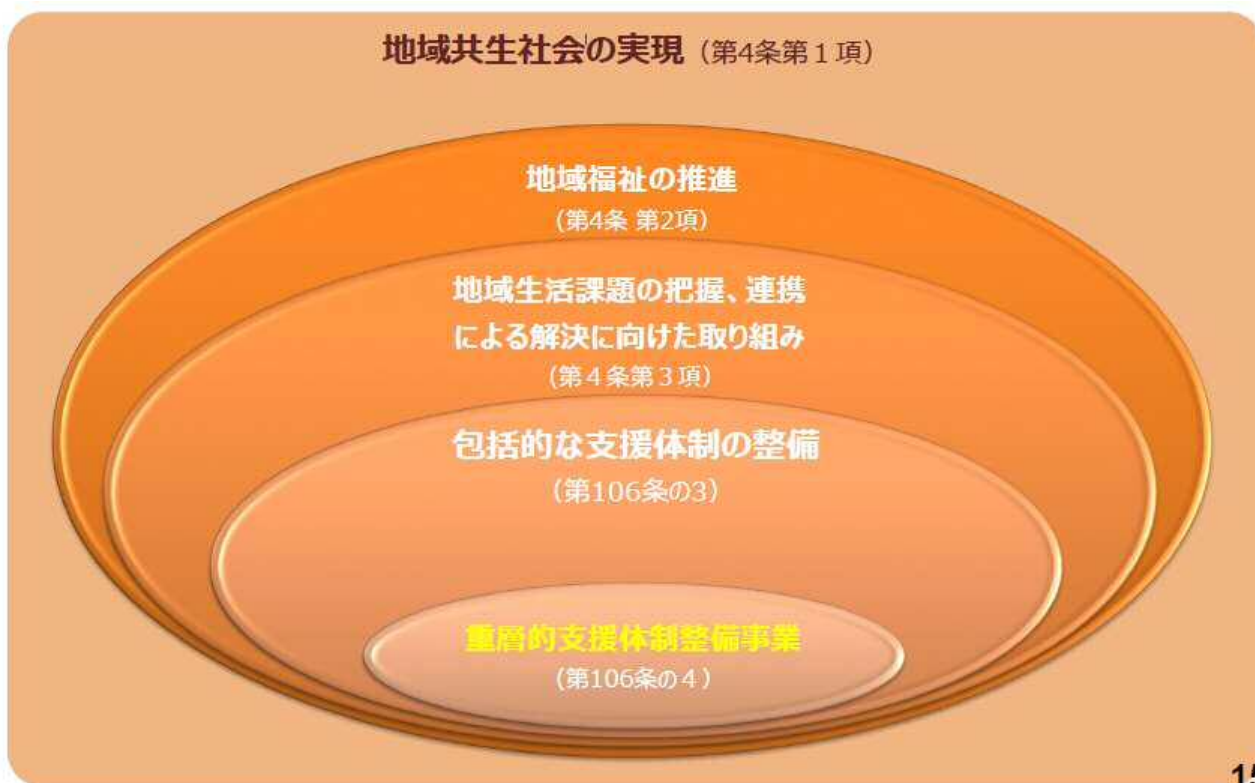 地域共生社会の実現（第4条第１項）
地域福祉の推進
（第4条 第2項）
地域生活課題の把握、連携
による解決に向けた取り組み
（第４条第３項）
包括的な支援体制の整備
（第106条の3）
重層的支援体制整備事業
（第106条の４）